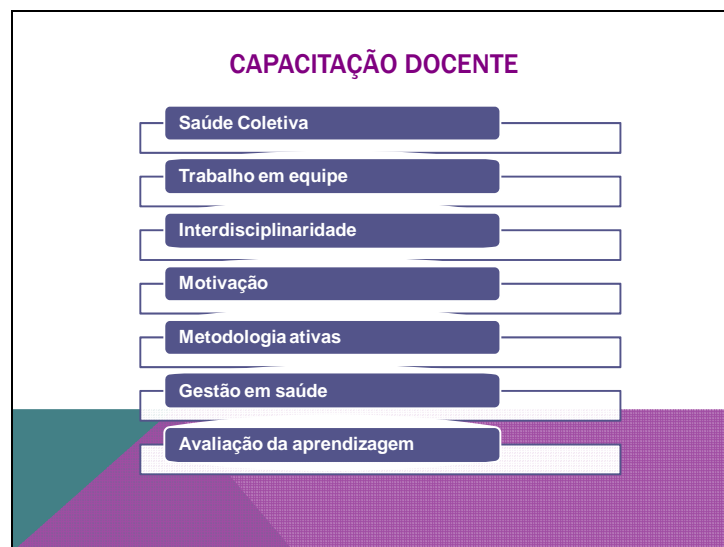 CAPACITAÇÃO DOCENTE
Saúde Coletiva
Trabalho em equipe
Interdisciplinaridade
Motivação
Metodologia ativas
Gestão em saúde
Avaliação da aprendizagem